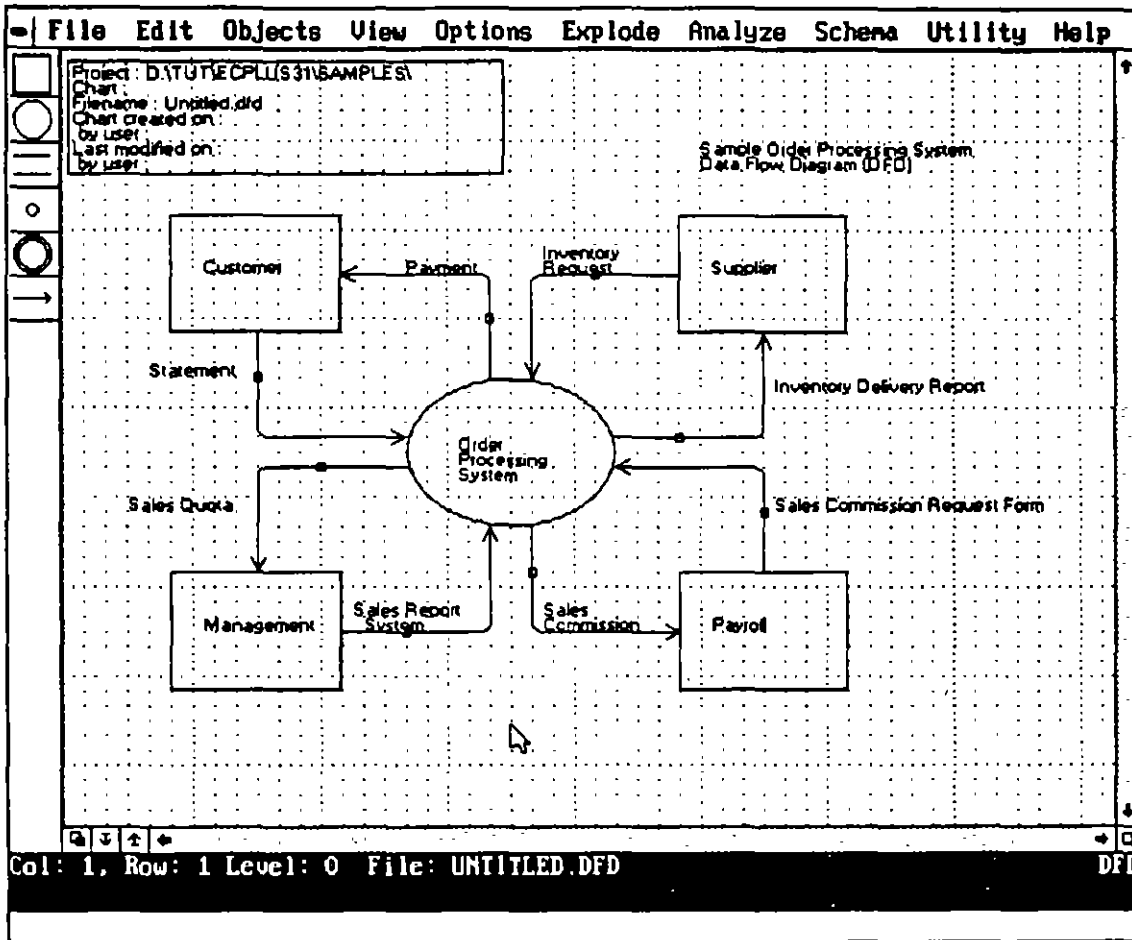 File Edit Objects View Options Explode Analyze Schema Utility Help
Project : D:\TUT\ECPLUS31\SAMPLES\
Chart :
Filename : Untitled.dfd
Chart created on :
by user :
Last modified on :
by user :
Sample Order Processing System
Data Flow Diagram (DFD)
Customer
Payment
Inventory
Request
Supplier
Statement
Inventory Delivery Report
Order
Processing
System
Sales Quota
Sales Commission Request Form
Management
Sales Report
System
Sales
Commission
Payroll
Col: 1, Row: 1 Level: 0 File: UNTITLED.DFD DFD